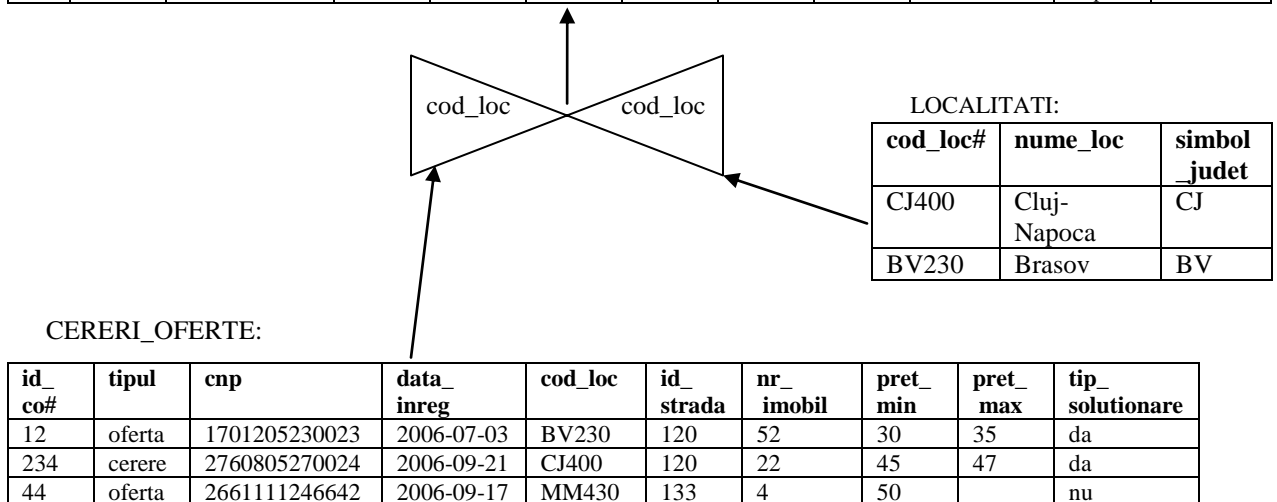 cod_loc cod_loc
LOCALITATI:
cod_loc# nume_loc simbol
_judet
CJ400 Cluj- CJ
Napoca
BV230 Brasov BV
CERERI_OFERTE:
id_ tipul cnp data_ cod_loc id_ nr_ pret_ pret_ tip_
co# inreg strada imobil min max solutionare
12 oferta 1701205230023 2006-07-03 BV230 120 52 30 35 da
234 cerere 2760805270024 2006-09-21 CJ400 120 22 45 47 da
44 oferta 2661111246642 2006-09-17 MM430 133 4 50 nu